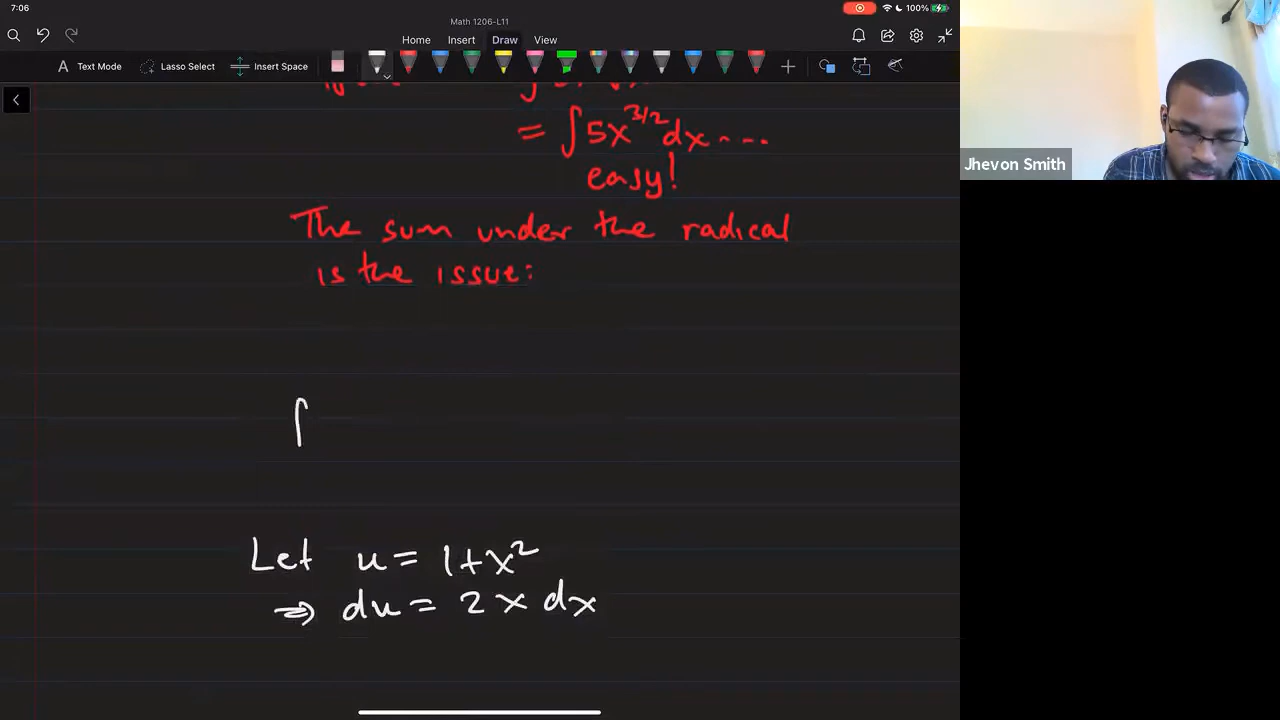 7:06
100%
Math 1206-L11
Home Insert Draw View
Text Mode Lasso Select Insert Space
= ∫5x^{3/2}dx....
easy!
The sum under the radical
is the issue:
∫
Let u = 1+x²
⇒ du = 2x dx
Jhevon Smith